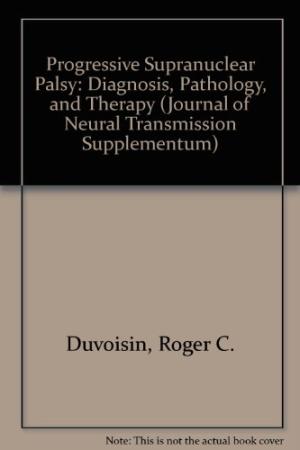 Progressive Supranuclear
Palsy: Diagnosis, Pathology,
and Therapy (Journal of
Neural Transmission
Supplementum)
Duvoisin, Roger C.
Note: This is not the actual book cover